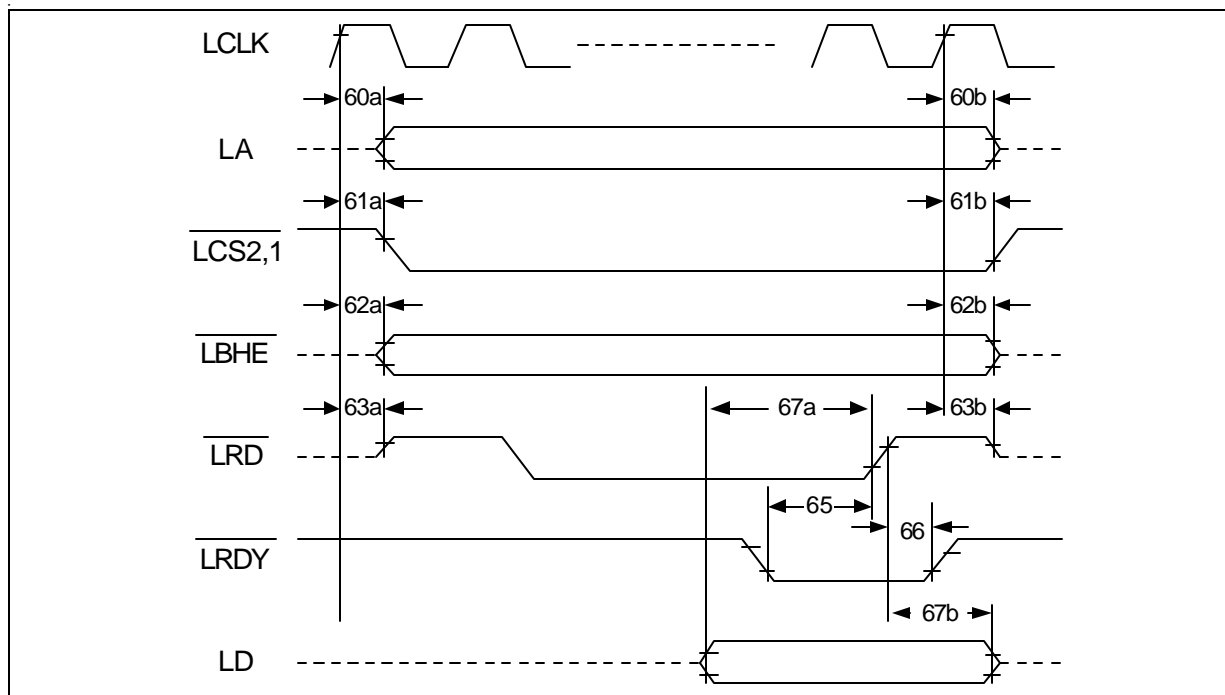 LCLK
60a 60b
LA
61a 61b
LCS2,1
62a 62b
LBHE
63a 67a 63b
LRD
65 66
LRDY
67b
LD